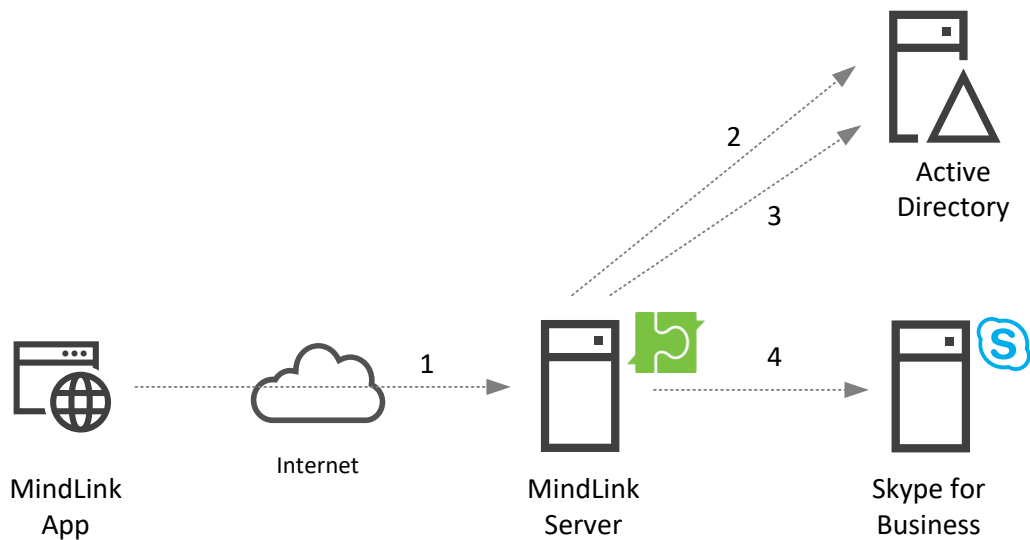 2
Active
Directory
3
1
4
S
Internet
MindLink
App
MindLink
Server
Skype for
Business